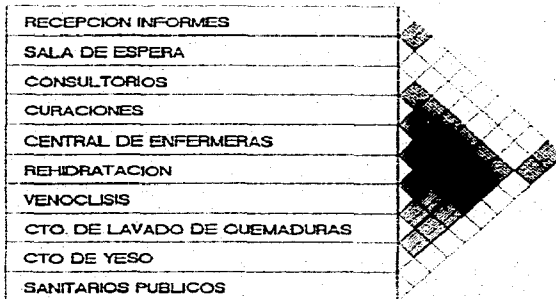 RECEPCION INFORMES
SALA DE ESPERA
CONSULTORIOS
CURACIONES
CENTRAL DE ENFERMERAS
REHIDRATACION
VENOCLISIS
CTO. DE LAVADO DE QUEMADURAS
CTO DE YESO
SANITARIOS PUBLICOS